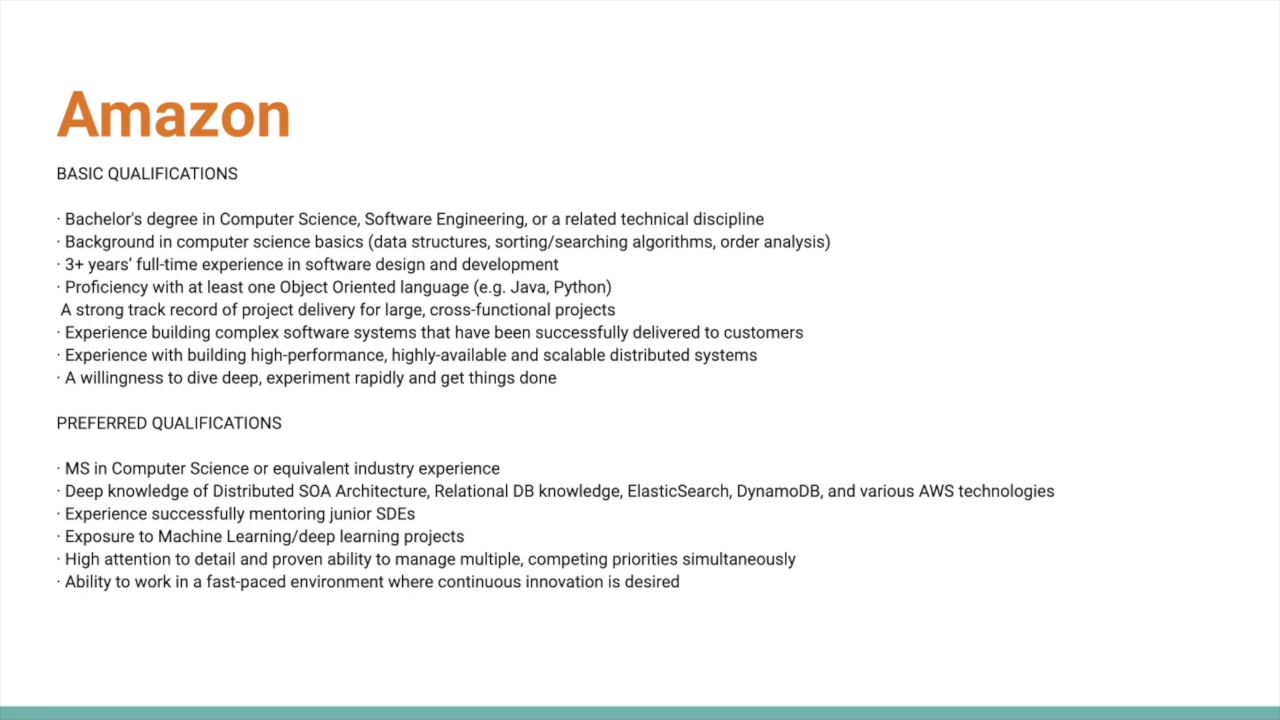 Amazon
BASIC QUALIFICATIONS
· Bachelor's degree in Computer Science, Software Engineering, or a related technical discipline
· Background in computer science basics (data structures, sorting/searching algorithms, order analysis)
· 3+ years’ full-time experience in software design and development
· Proficiency with at least one Object Oriented language (e.g. Java, Python)
A strong track record of project delivery for large, cross-functional projects
· Experience building complex software systems that have been successfully delivered to customers
· Experience with building high-performance, highly-available and scalable distributed systems
· A willingness to dive deep, experiment rapidly and get things done
PREFERRED QUALIFICATIONS
· MS in Computer Science or equivalent industry experience
· Deep knowledge of Distributed SOA Architecture, Relational DB knowledge, ElasticSearch, DynamoDB, and various AWS technologies
· Experience successfully mentoring junior SDEs
· Exposure to Machine Learning/deep learning projects
· High attention to detail and proven ability to manage multiple, competing priorities simultaneously
· Ability to work in a fast-paced environment where continuous innovation is desired